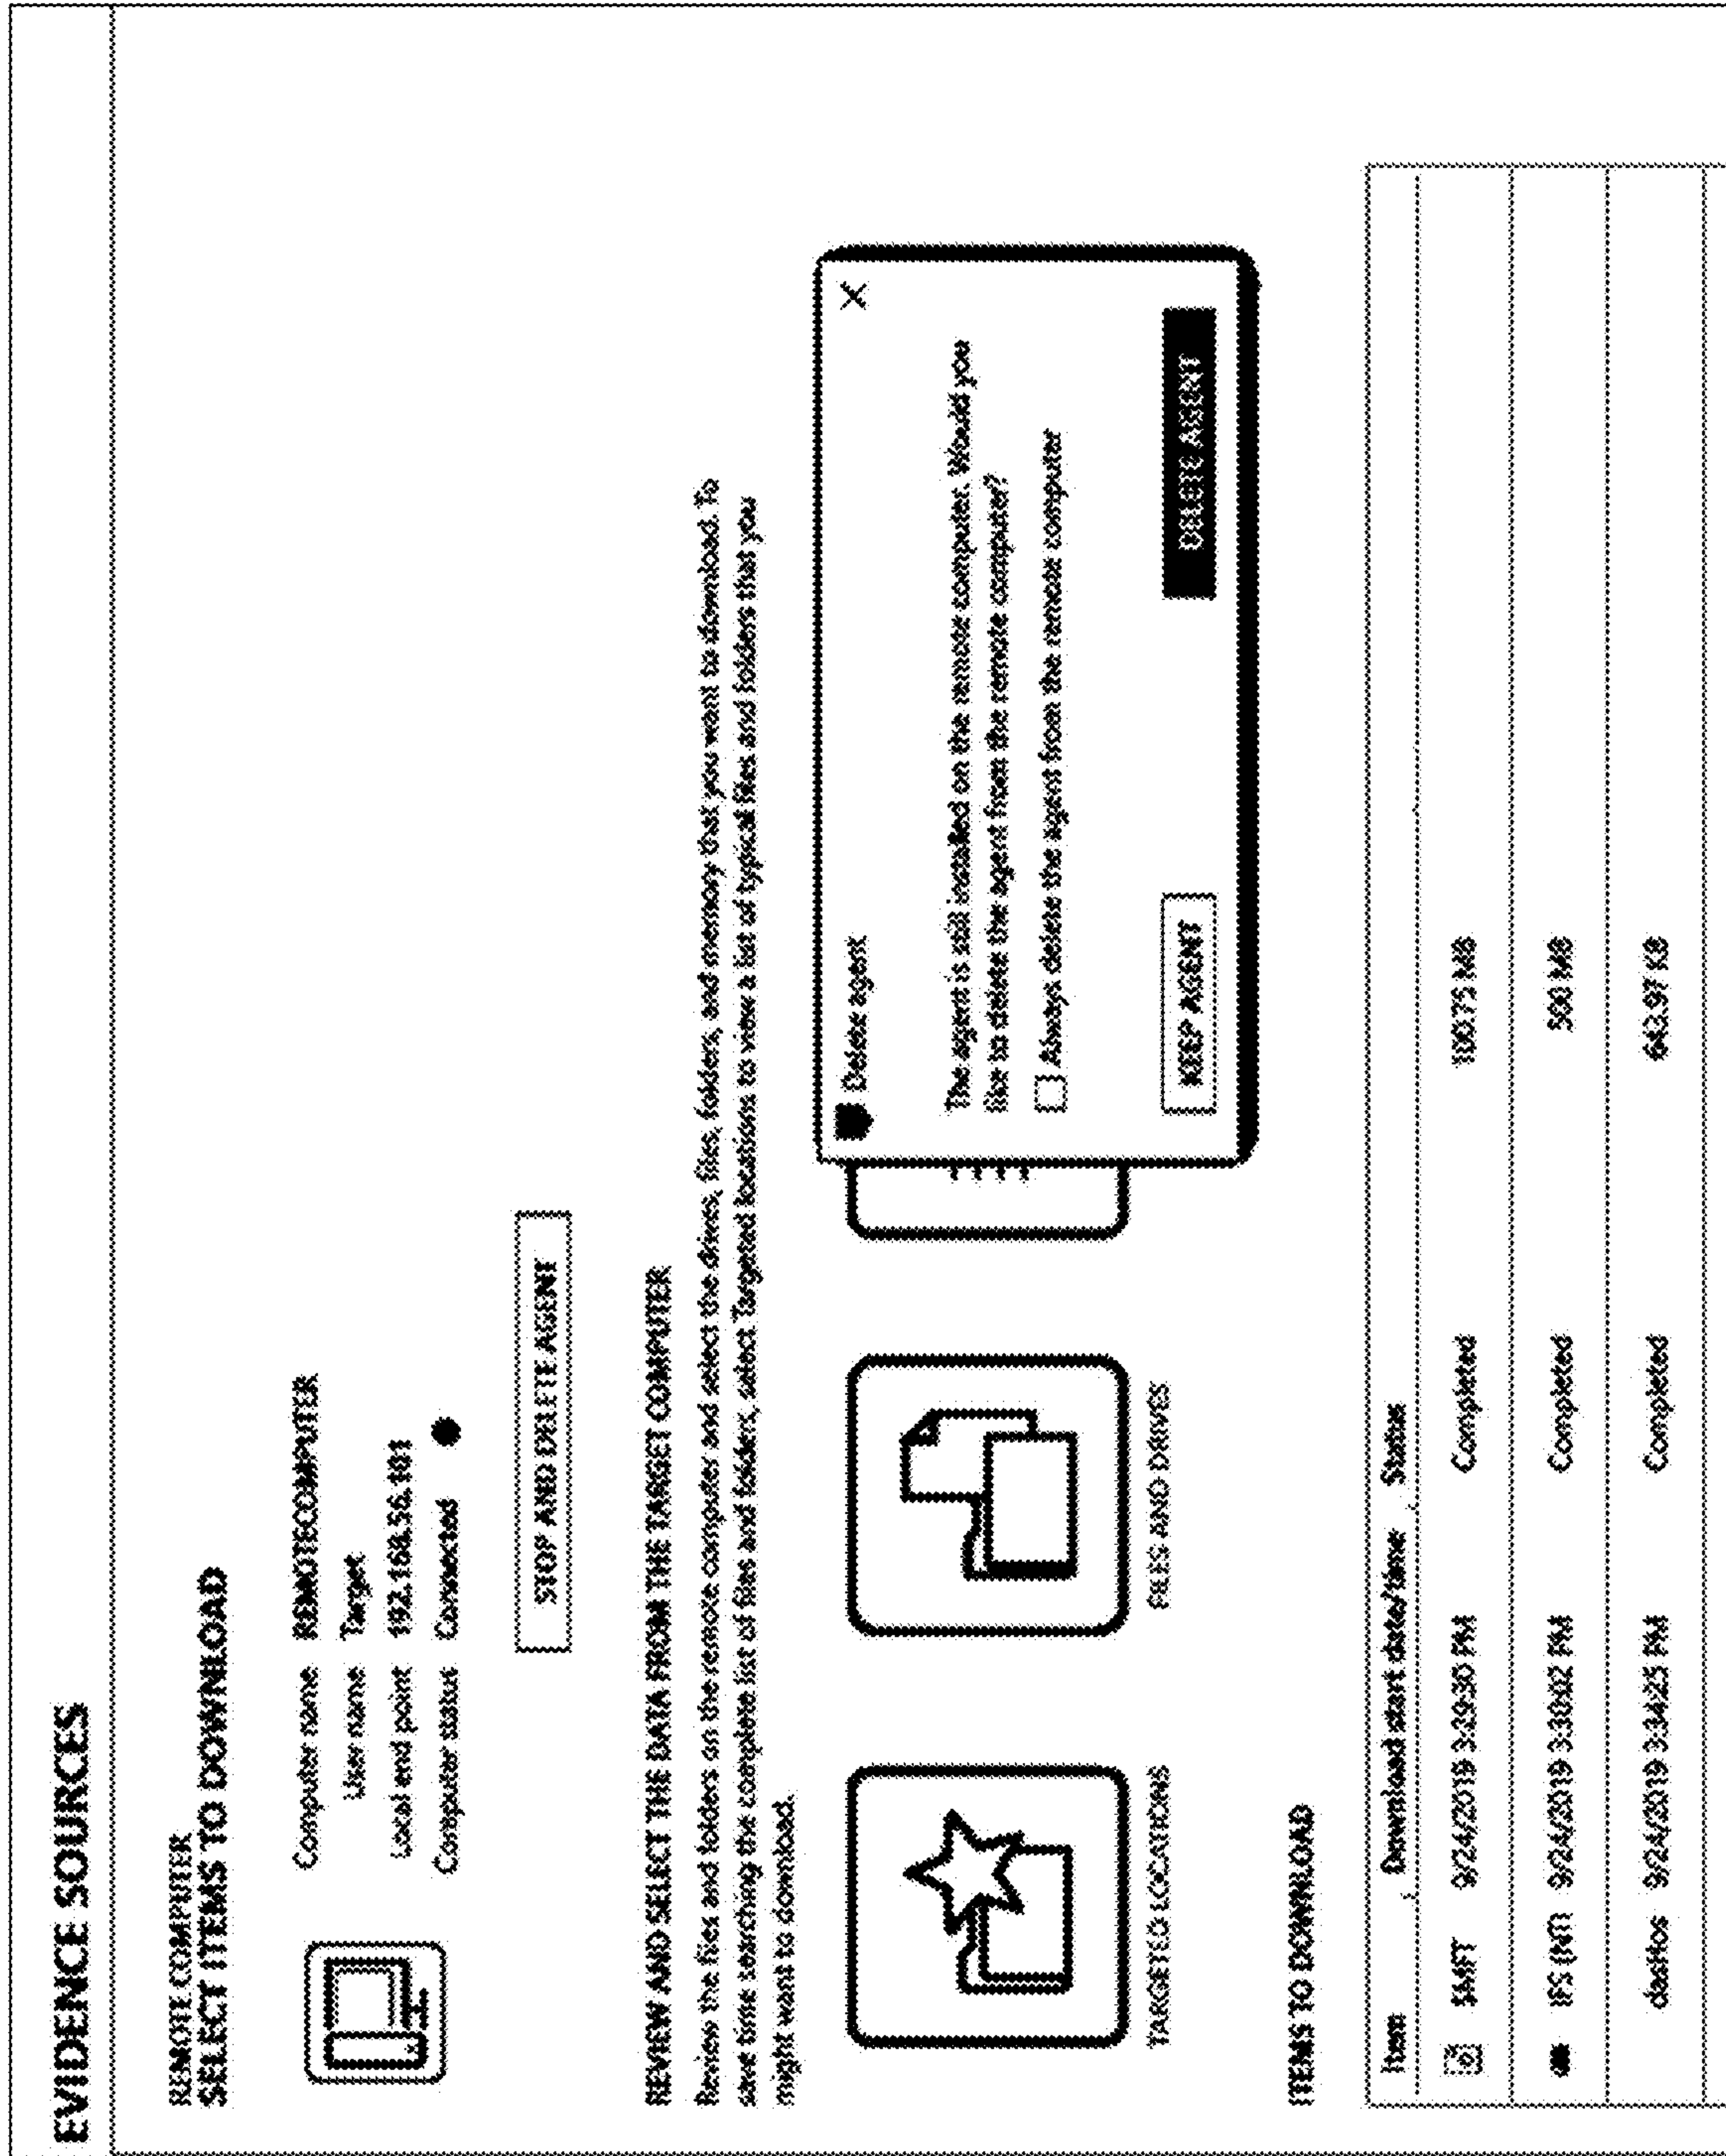 EVIDENCE SOURCES
REMOTE COMPUTER
SELECT ITEMS TO DOWNLOAD
Computer name REMOTECOMPUTER
User name Target
Local end point 192.168.56.101
Computer status Connected
STOP AND DELETE AGENT
REVIEW AND SELECT THE DATA FROM THE TARGET COMPUTER
Review the files and folders on the remote computer and select the drives, files, folders, and memory that you want to download. To
save time searching the complete list of files and folders, select Targeted locations to view a list of typical files and folders that you
might want to download.
TARGETED LOCATIONS
FILES AND DRIVES
Delete agent
The agent is still installed on the remote computer. Would you
like to delete the agent from the remote computer?
Always delete the agent from the remote computer
KEEP AGENT
DELETE AGENT
ITEMS TO DOWNLOAD
Item Download start date/time Status
$MFT 9/24/2019 3:29:30 PM Completed 100.75 MB
9/24/2019 3:30:02 PM Completed 500 MB
9/24/2019 3:34:25 PM Completed 643.97 KB